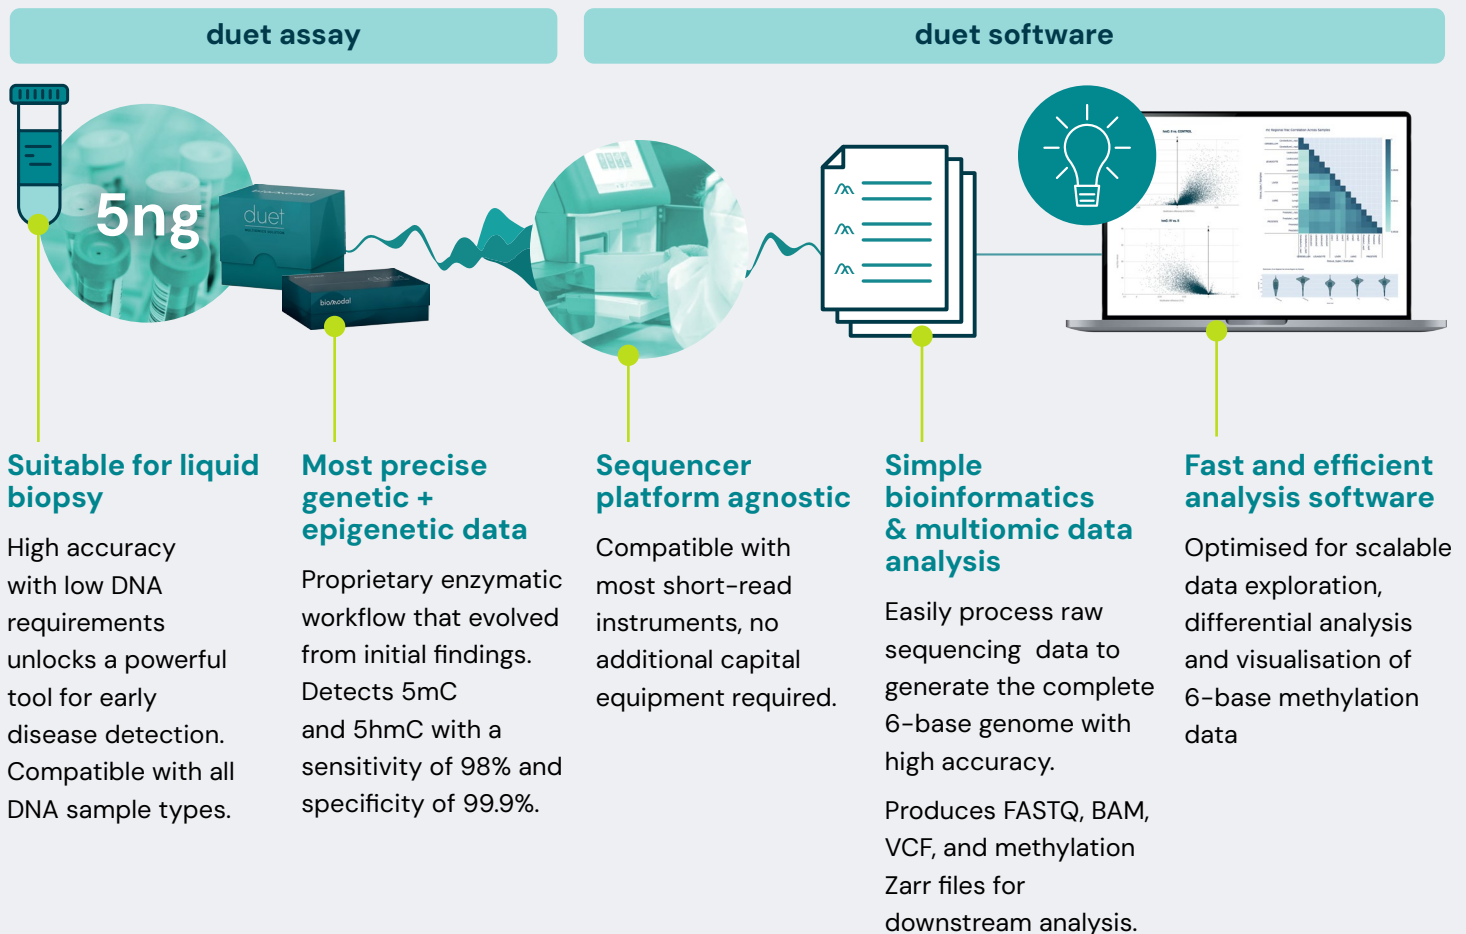 duet assay
duet software
5ng
duet
biomodal
Suitable for liquid
biopsy
High accuracy
with low DNA
requirements
unlocks a powerful
tool for early
disease detection.
Compatible with all
DNA sample types.
Most precise
genetic +
epigenetic data
Proprietary enzymatic
workflow that evolved
from initial findings.
Detects 5mC
and 5hmC with a
sensitivity of 98% and
specificity of 99.9%.
Sequencer
platform agnostic
Compatible with
most short-read
instruments, no
additional capital
equipment required.
Simple
bioinformatics
& multiomic data
analysis
Easily process raw
sequencing data to
generate the complete
6-base genome with
high accuracy.
Produces FASTQ, BAM,
VCF, and methylation
Zarr files for
downstream analysis.
Fast and efficient
analysis software
Optimised for scalable
data exploration,
differential analysis
and visualisation of
6-base methylation
data